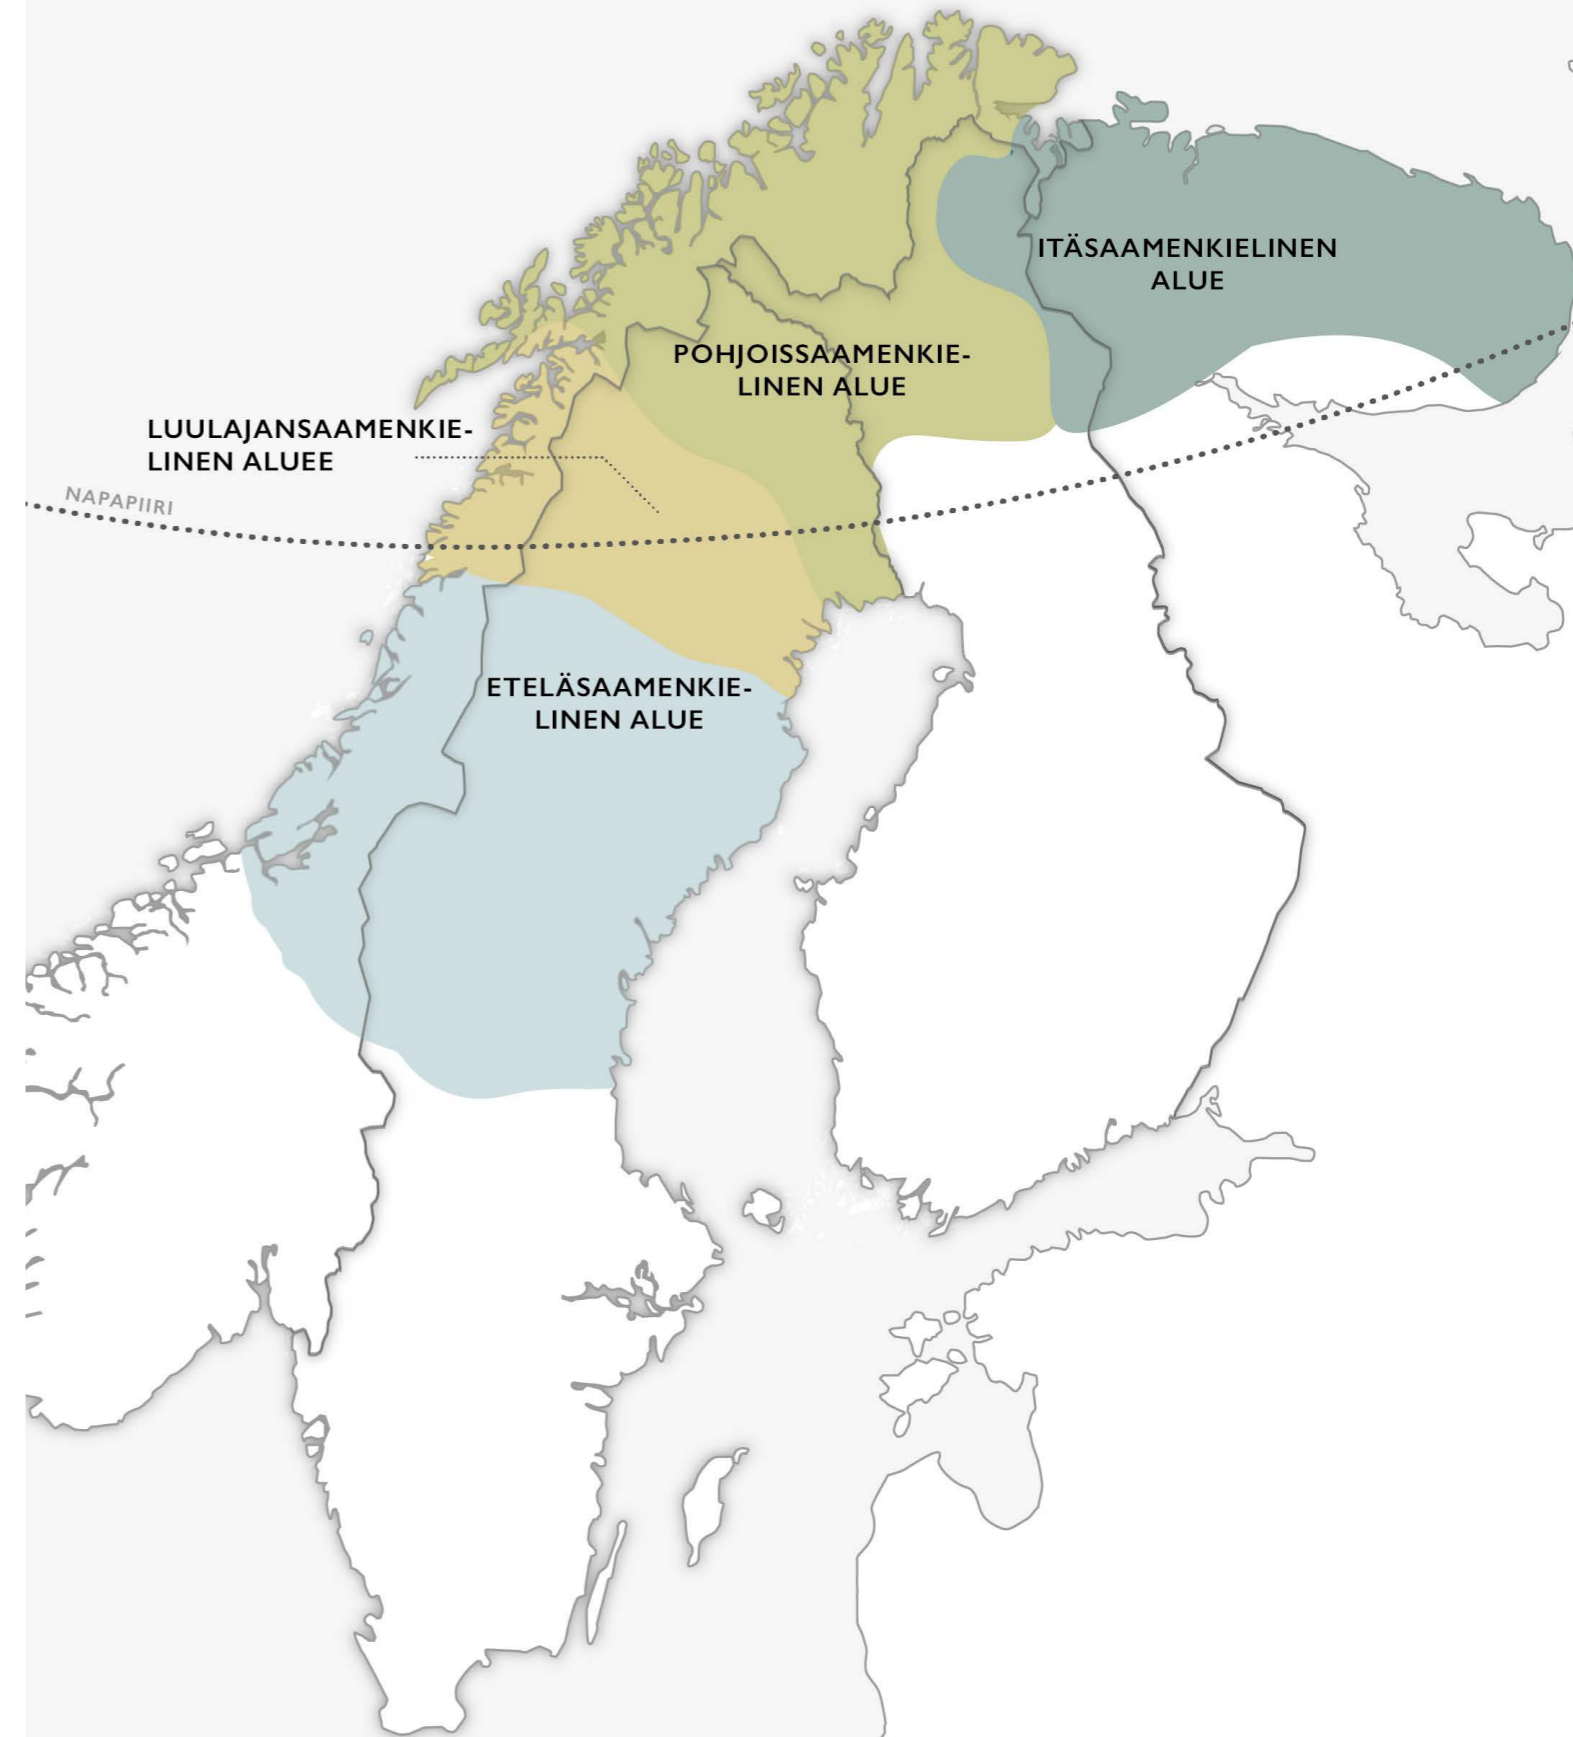 ITÄSAAMENKIELINEN
ALUE
POHJOISSAAMENKIE-
LINEN ALUE
LUULAJANSAAMENKIE-
LINEN ALUEE
NAPAPIIRI
ETELÄSAAMENKIE-
LINEN ALUE